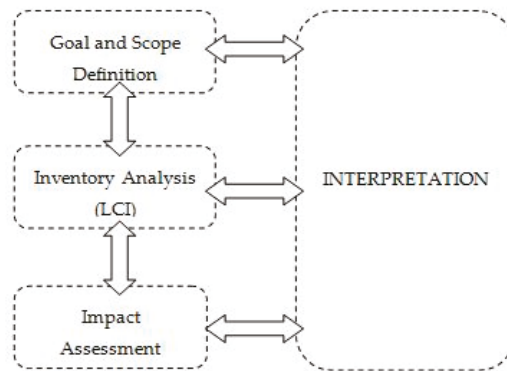 Goal and Scope
Definition
Inventory Analysis
(LCI)
INTERPRETATION
Impact
Assessment